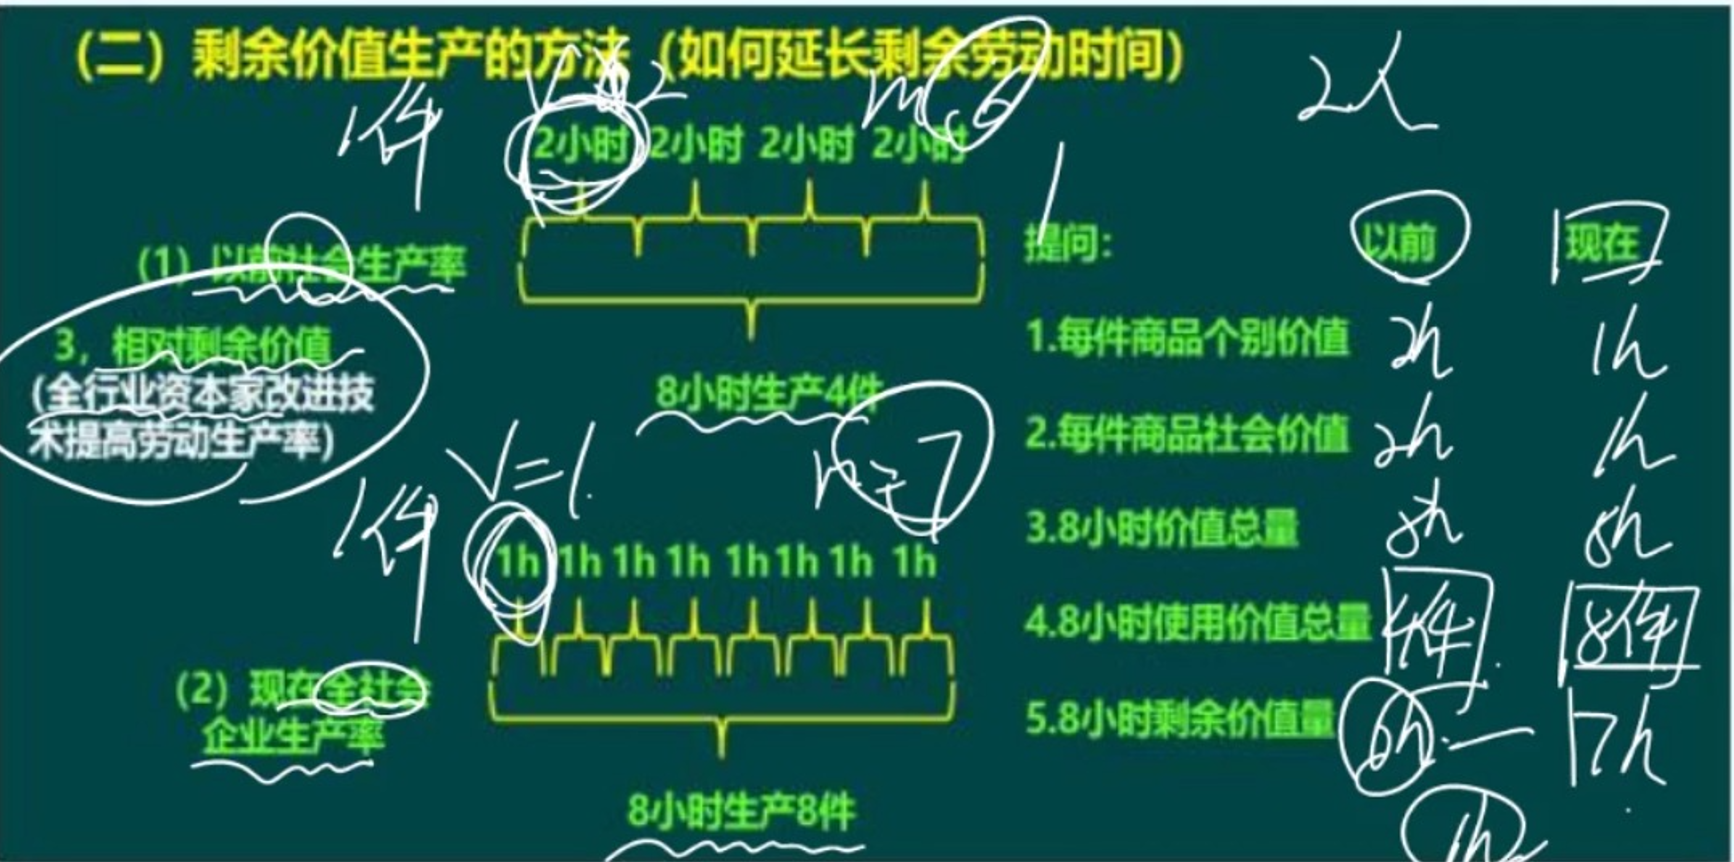 （二）剩余价值生产的方法（如何延长剩余劳动时间）
2人
1件
2小时 2小时 2小时 2小时
（1）以前社会生产率
提问：
以前 现在
3，相对剩余价值
（全行业资本家改进技
术提高劳动生产率）
8小时生产4件
1.每件商品个别价值 2h 1h
2.每件商品社会价值 2h 1h
V=1 m=7
3.8小时价值总量 8h 8h
1件
1h 1h 1h 1h 1h 1h 1h 1h
4.8小时使用价值总量 4件 8件
（2）现在全社会
企业生产率
5.8小时剩余价值量 6h 7h
8小时生产8件
1h